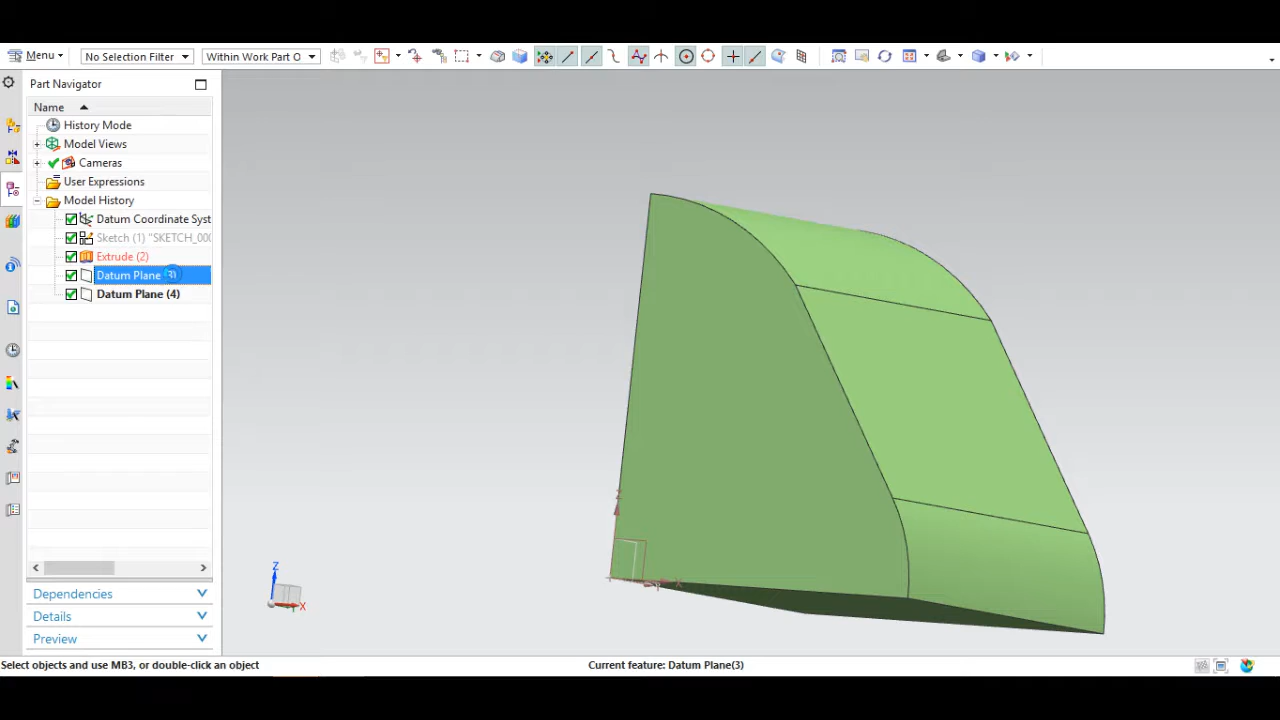 Menu
No Selection Filter
Within Work Part O
Part Navigator
Name
History Mode
Model Views
Cameras
User Expressions
Model History
Datum Coordinate Syst
Sketch (1) "SKETCH_000
Extrude (2)
Datum Plane
Datum Plane (4)
Dependencies
Details
Preview
Z
X
Z
X
Select objects and use MB3, or double-click an object
Current feature: Datum Plane(3)